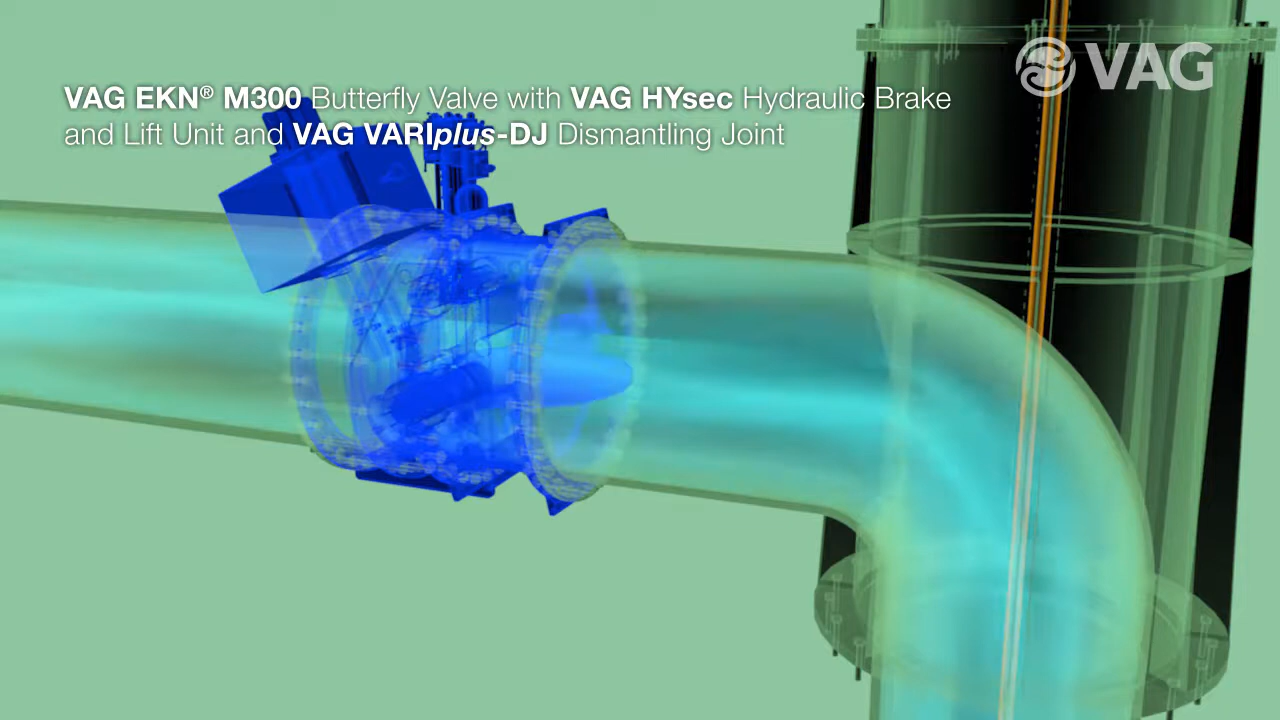 VAG
VAG EKN® M300 Butterfly Valve with VAG HYsec Hydraulic Brake
and Lift Unit and VAG VARIplus-DJ Dismantling Joint